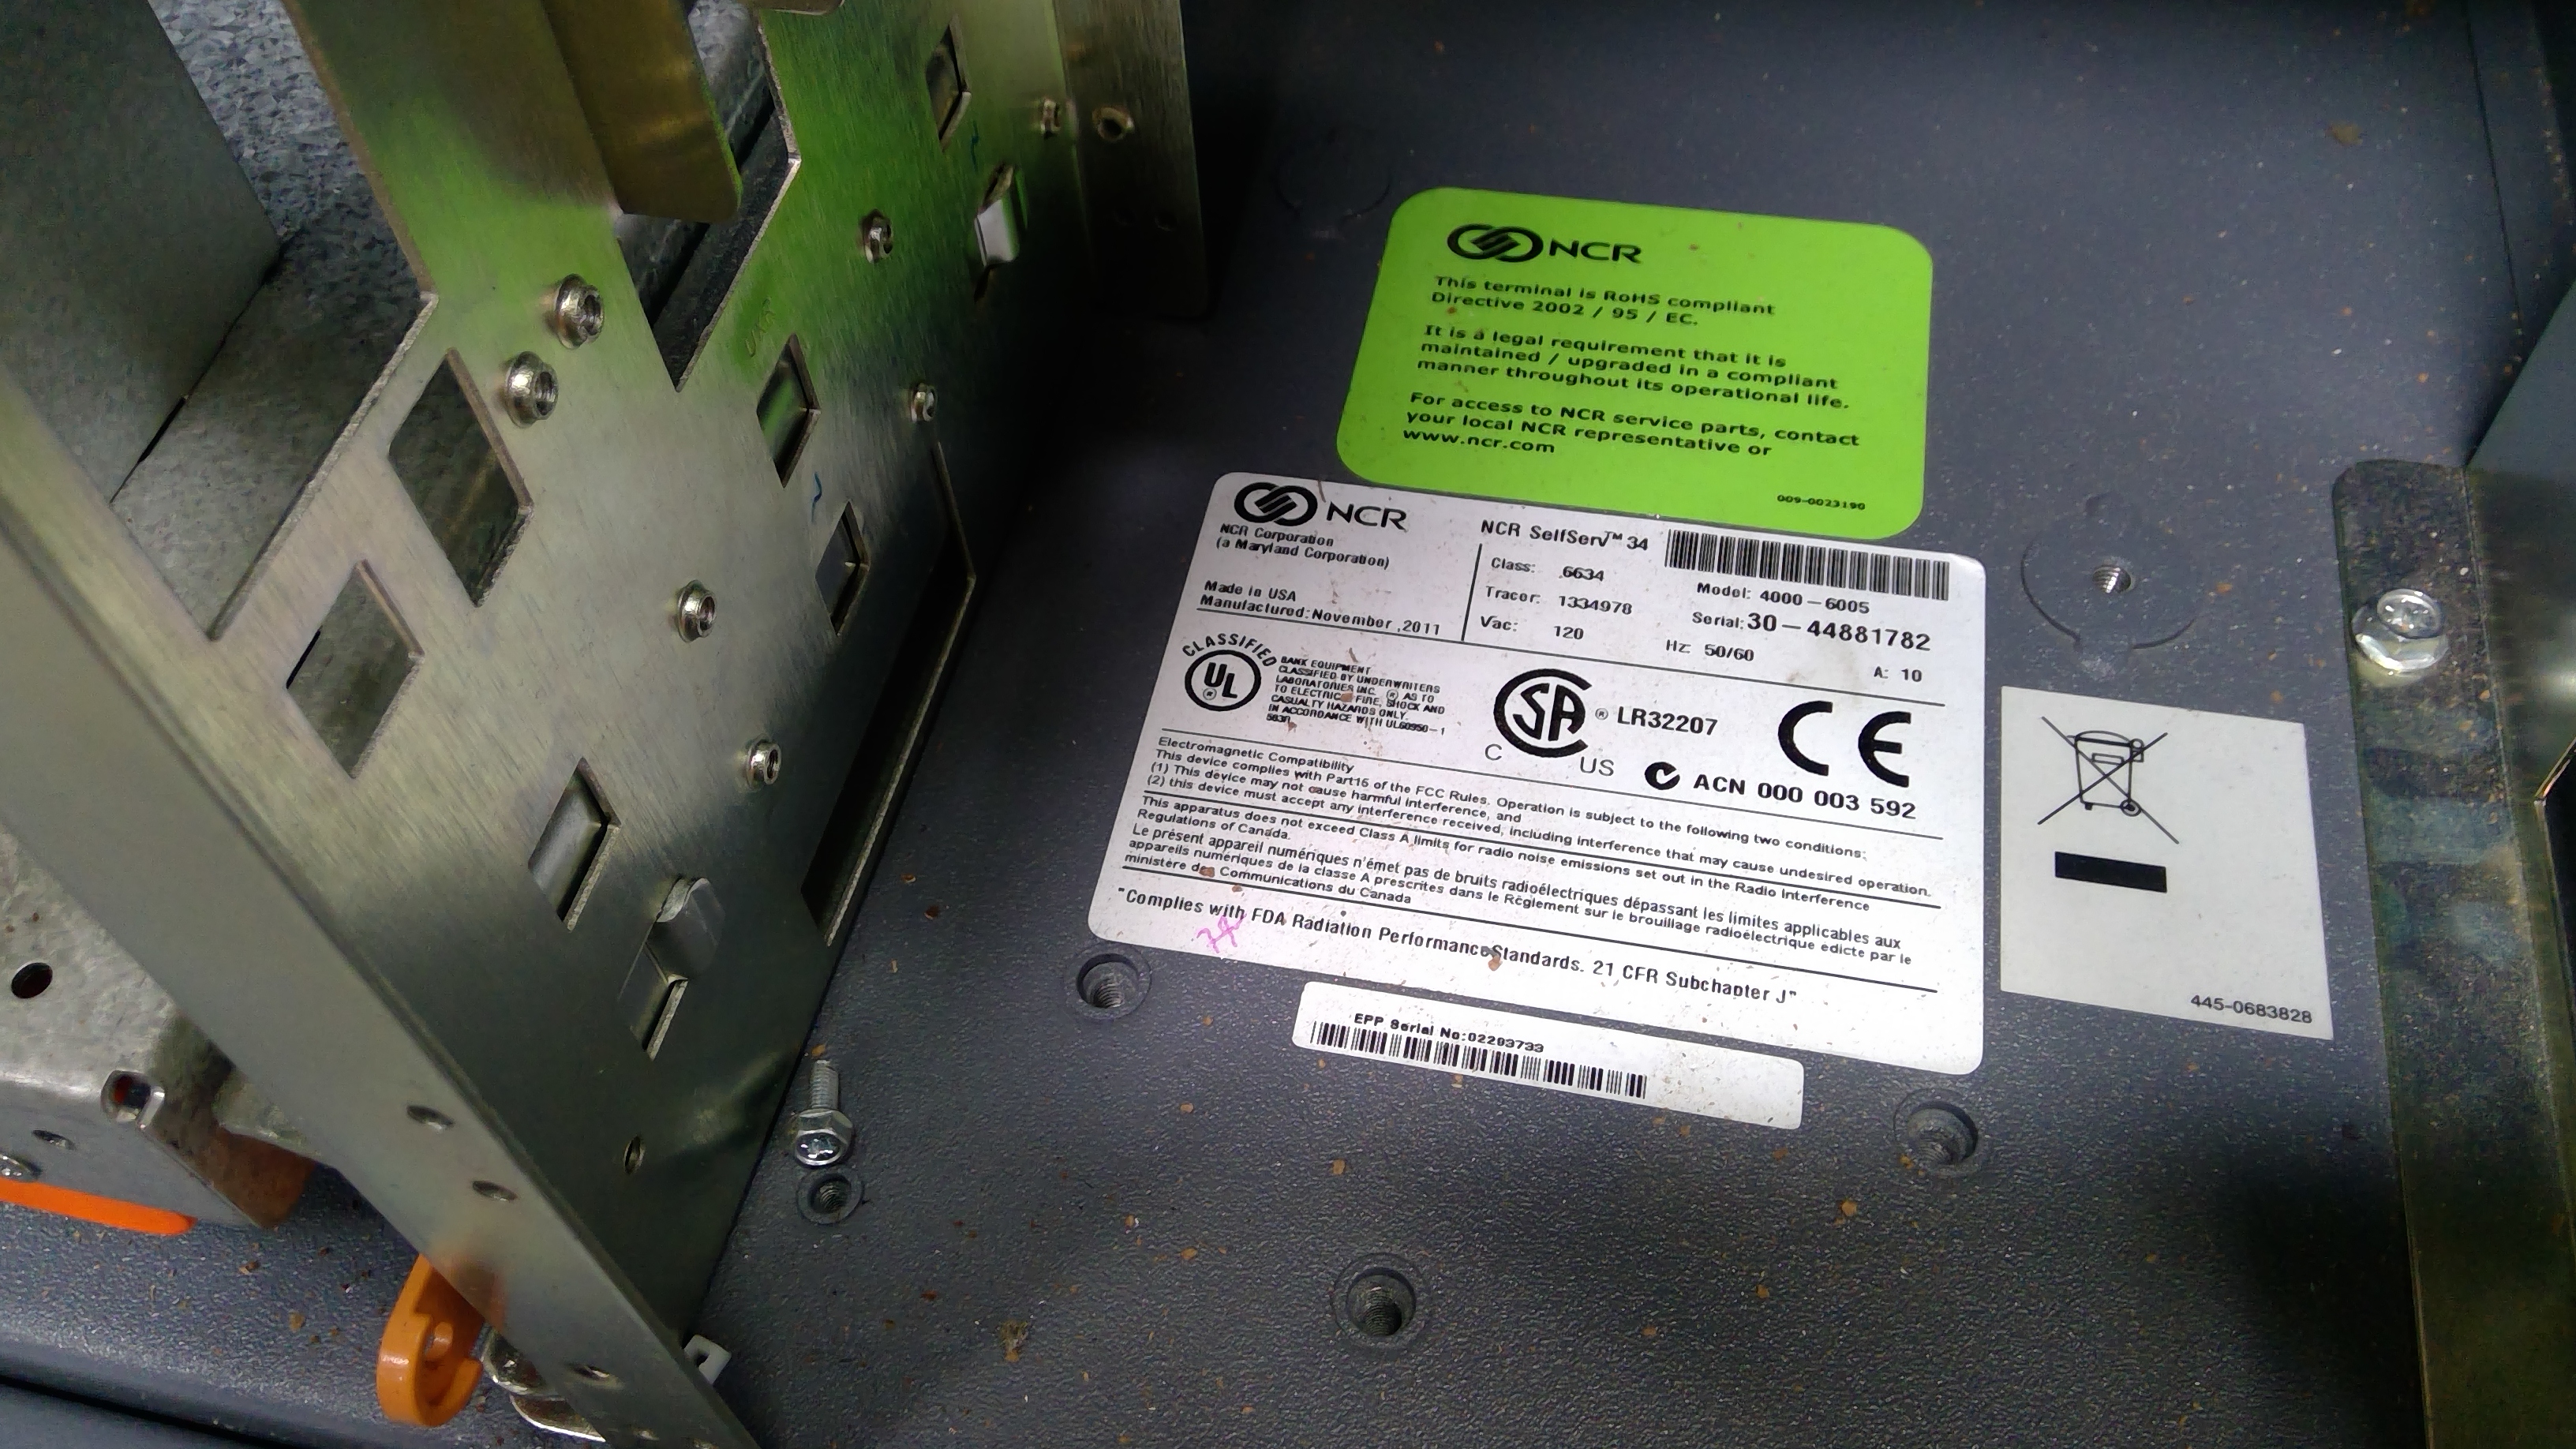 NCR
This terminal is RoHS compliant
Directive 2002 / 95 / EC.
It is a legal requirement that it is
maintained / upgraded in a compliant
manner throughout its operational life.
For access to NCR service parts, contact
your local NCR representative or
www.ncr.com
009-0023190
NCR
NCR Corporation
(a Maryland Corporation)
Made in USA
Manufactured: November ,2011
NCR SelfServ™ 34
Class: 6634
Tracer: 1334978
Vac: 120
Model: 4000-6005
Serial: 30-44881782
Hz: 50/60
A: 10
CLASSIFIED
UL ®
BANK EQUIPMENT
CLASSIFIED BY UNDERWRITERS
LABORATORIES INC. ® AS TO
TO ELECTRIC, FIRE, SHOCK AND
CASUALTY HAZARDS ONLY.
IN ACCORDANCE WITH UL60950-1
SA ® LR32207
C US
CE
ACN 000 003 592
Electromagnetic Compatibility
This device complies with Part15 of the FCC Rules. Operation is subject to the following two conditions:
(1) This device may not cause harmful interference, and
(2) this device must accept any interference received, including interference that may cause undesired operation.
This apparatus does not exceed Class A limits for radio noise emissions set out in the Radio Interference
Regulations of Canada.
Le présent appareil numériques n'émet pas de bruits radioélectriques dépassant les limites applicables aux
appareils numériques de la classe A prescrites dans le Règlement sur le brouillage radioélectrique edicte par le
ministère des Communications du Canada
"Complies with FDA Radiation Performance Standards. 21 CFR Subchapter J"
EPP Serial No:02203733
445-0683828